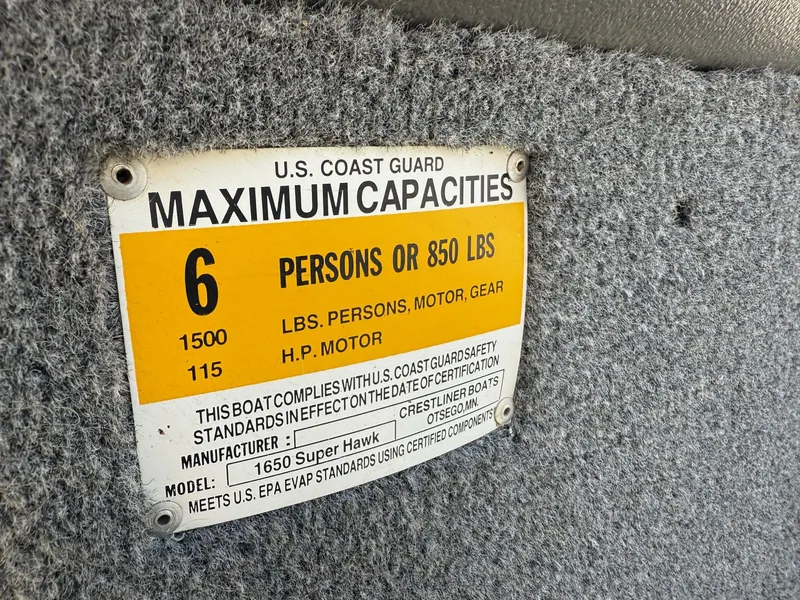 U.S. COAST GUARD
MAXIMUM CAPACITIES
6 PERSONS OR 850 LBS
1500 LBS. PERSONS, MOTOR, GEAR
115 H.P. MOTOR
THIS BOAT COMPLIES WITH U.S. COAST GUARD SAFETY
STANDARDS IN EFFECT ON THE DATE OF CERTIFICATION
MANUFACTURER : CRESTLINER BOATS
OTSEGO,MN.
MODEL: 1650 Super Hawk
MEETS U.S. EPA EVAP STANDARDS USING CERTIFIED COMPONENTS